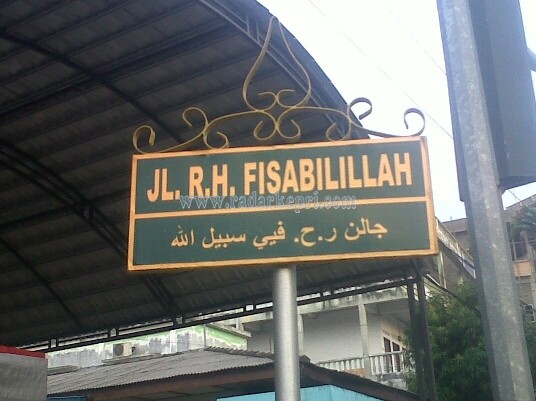 JL. R.H. FISABILILLAH
www.radarkepri.com
جالن ر.ح. فيي سبيل الله